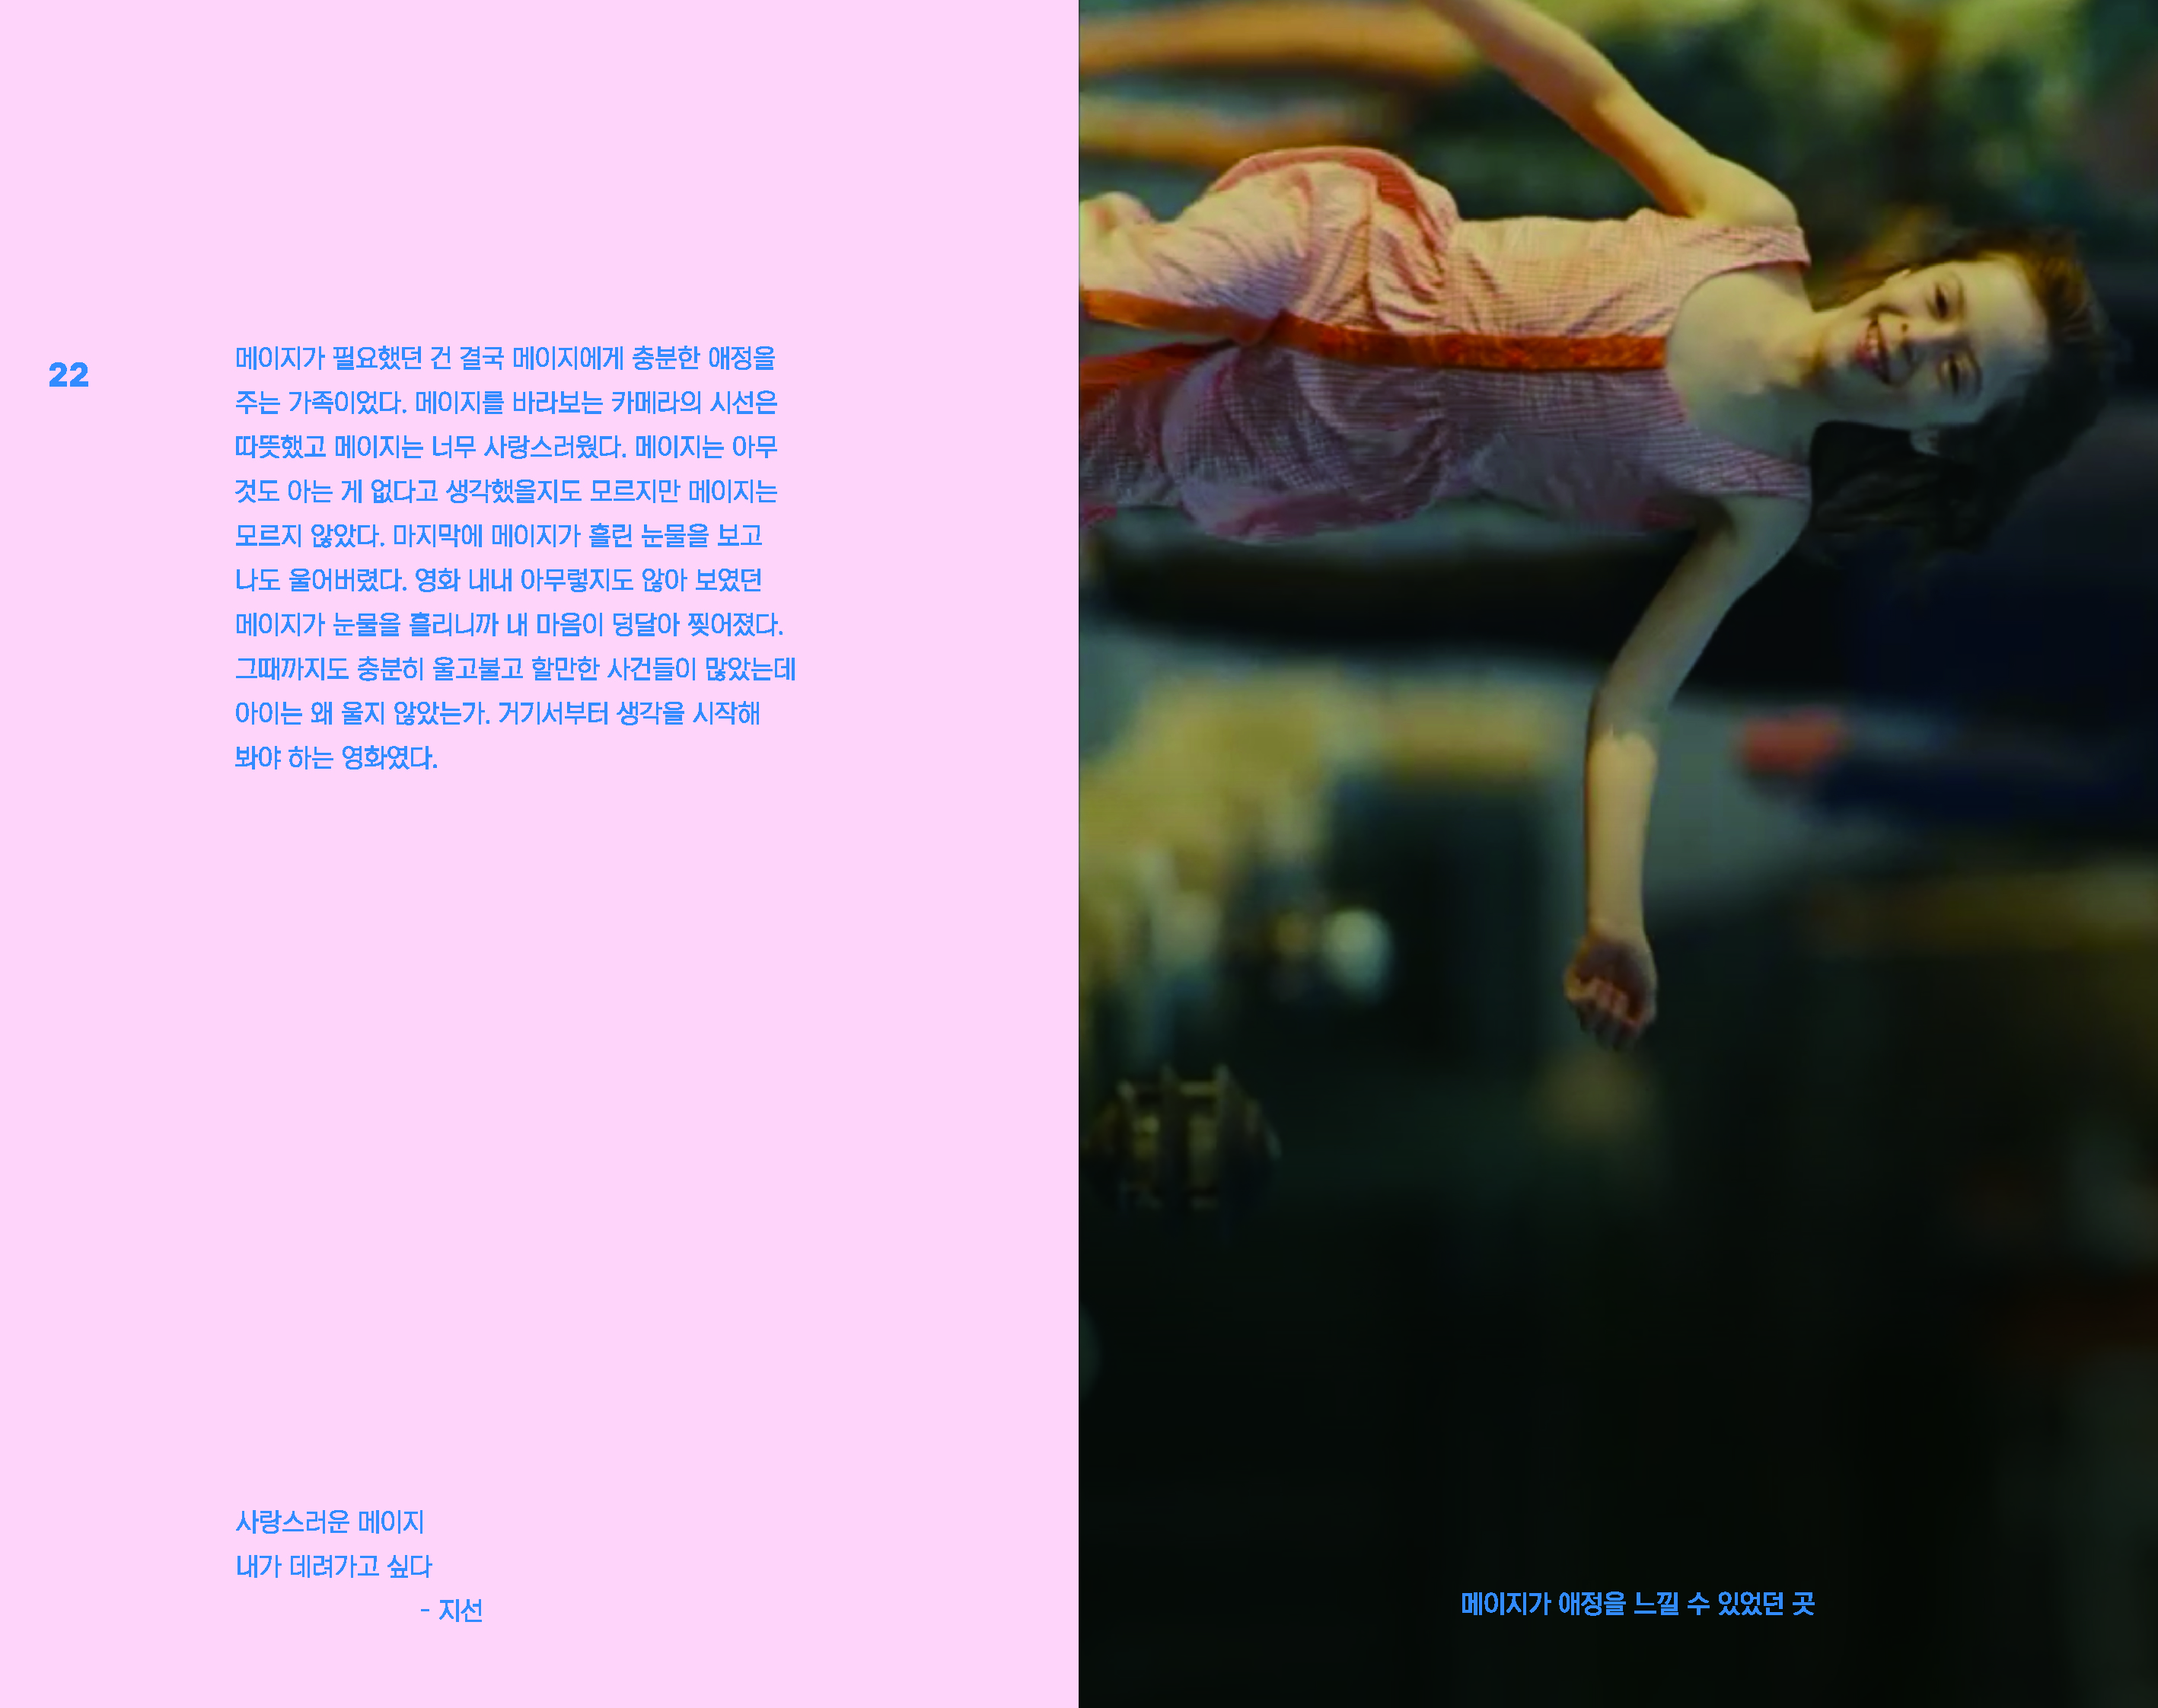 22
메이지가 필요했던 건 결국 메이지에게 충분한 애정을
주는 가족이었다. 메이지를 바라보는 카메라의 시선은
따뜻했고 메이지는 너무 사랑스러웠다. 메이지는 아무
것도 아는 게 없다고 생각했을지도 모르지만 메이지는
모르지 않았다. 마지막에 메이지가 흘린 눈물을 보고
나도 울어버렸다. 영화 내내 아무렇지도 않아 보였던
메이지가 눈물을 흘리니까 내 마음이 덩달아 찢어졌다.
그때까지도 충분히 울고불고 할만한 사건들이 많았는데
아이는 왜 울지 않았는가. 거기서부터 생각을 시작해
봐야 하는 영화였다.
사랑스러운 메이지
내가 데려가고 싶다
- 지선
메이지가 애정을 느낄 수 있었던 곳